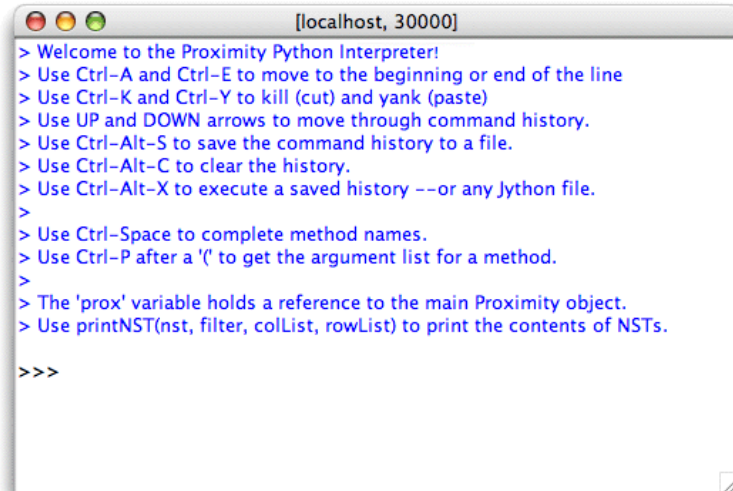 [localhost, 30000]
> Welcome to the Proximity Python Interpreter!
> Use Ctrl-A and Ctrl-E to move to the beginning or end of the line
> Use Ctrl-K and Ctrl-Y to kill (cut) and yank (paste)
> Use UP and DOWN arrows to move through command history.
> Use Ctrl-Alt-S to save the command history to a file.
> Use Ctrl-Alt-C to clear the history.
> Use Ctrl-Alt-X to execute a saved history --or any Jython file.
>
> Use Ctrl-Space to complete method names.
> Use Ctrl-P after a '(' to get the argument list for a method.
>
> The 'prox' variable holds a reference to the main Proximity object.
> Use printNST(nst, filter, colList, rowList) to print the contents of NSTs.
>>>